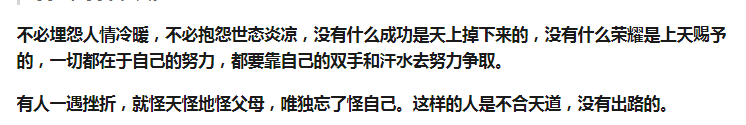 不必埋怨人情冷暖，不必抱怨世态炎凉，没有什么成功是天上掉下来的，没有什么荣耀是上天赐予
的，一切都在于自己的努力，都要靠自己的双手和汗水去努力争取。
有人一遇挫折，就怪天怪地怪父母，唯独忘了怪自己。这样的人是不合天道，没有出路的。